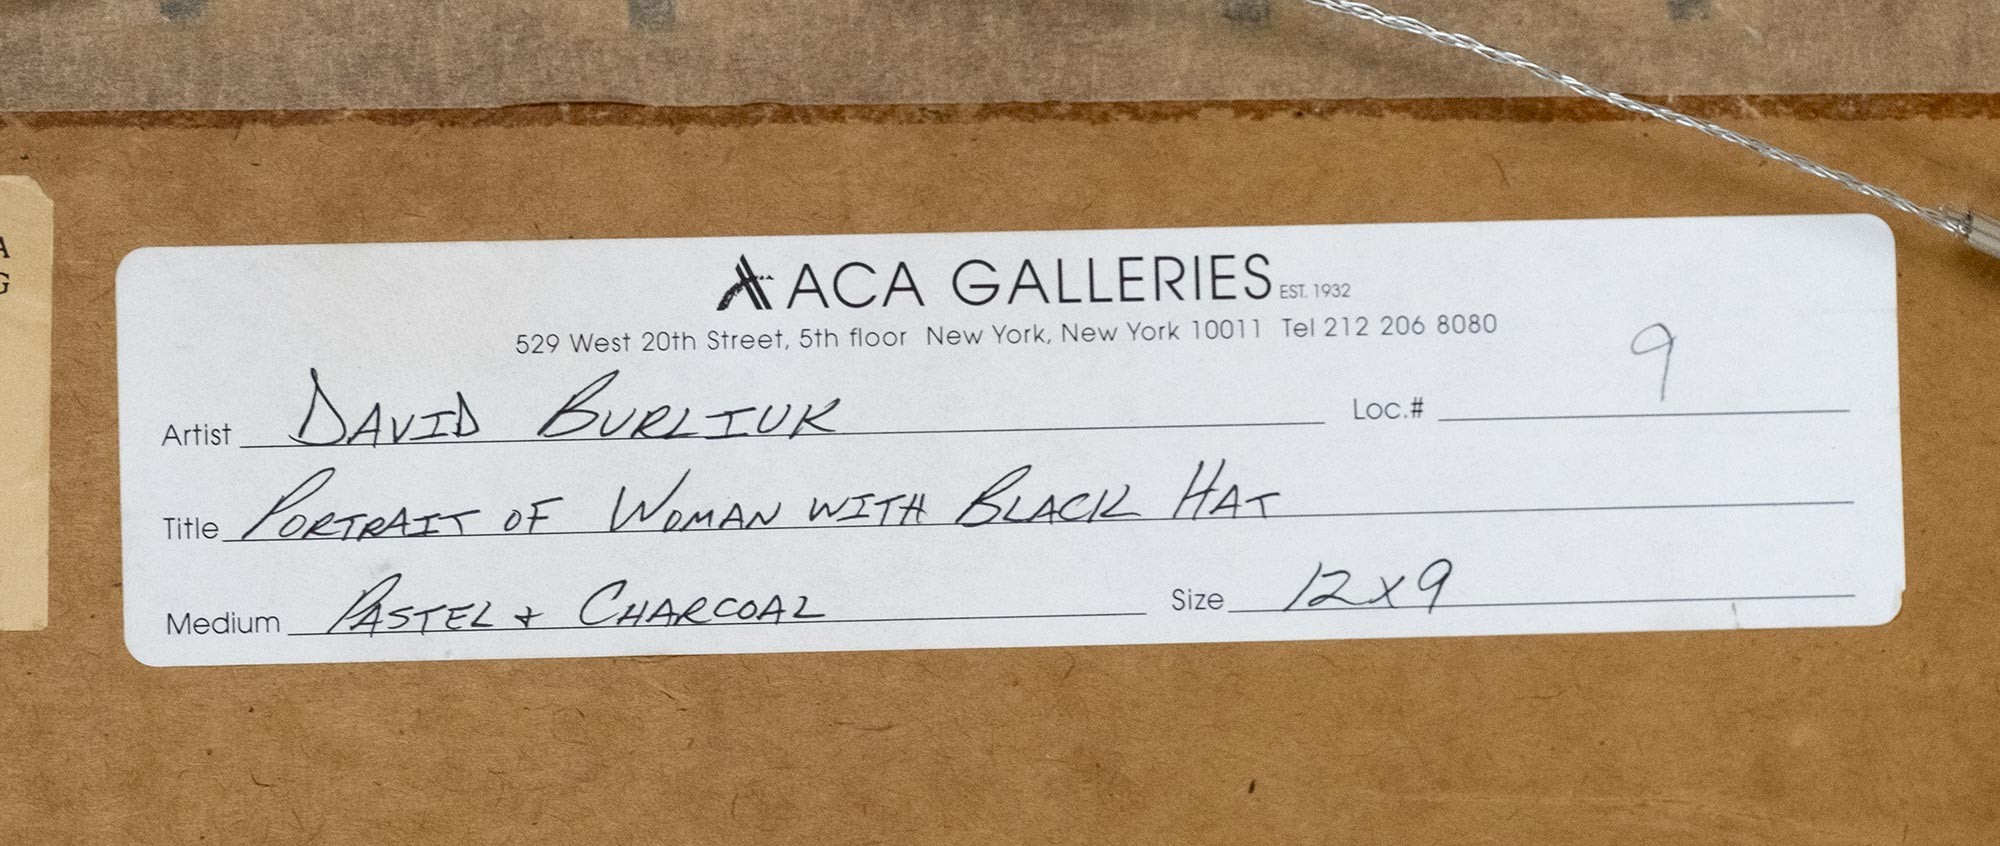 A
G
ACA GALLERIES EST. 1932
529 West 20th Street, 5th floor New York, New York 10011 Tel 212 206 8080
Artist DAVID BURLIUK Loc.# 9
Title PORTRAIT OF WOMAN WITH BLACK HAT
Medium PASTEL + CHARCOAL Size 12x9